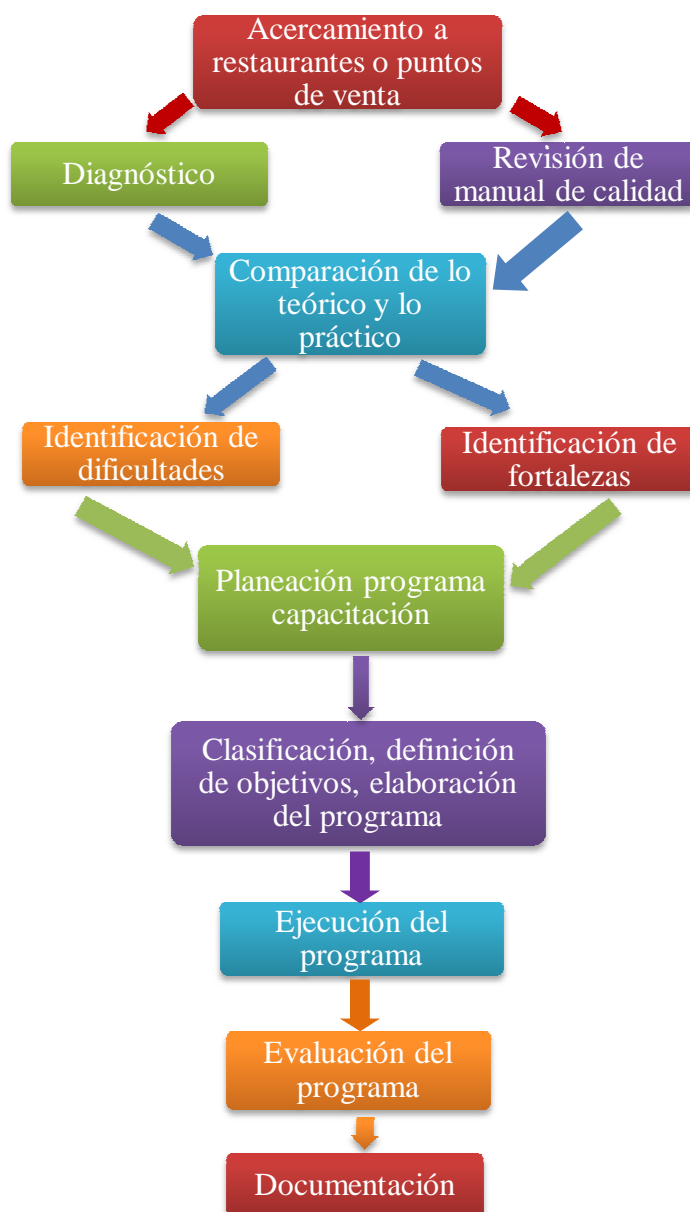 Acercamiento a
restaurantes o puntos
de venta
Diagnóstico
Revisión de
manual de calidad
Comparación de lo
teórico y lo
práctico
Identificación de
dificultades
Identificación de
fortalezas
Planeación programa
capacitación
Clasificación, definición
de objetivos, elaboración
del programa
Ejecución del
programa
Evaluación del
programa
Documentación